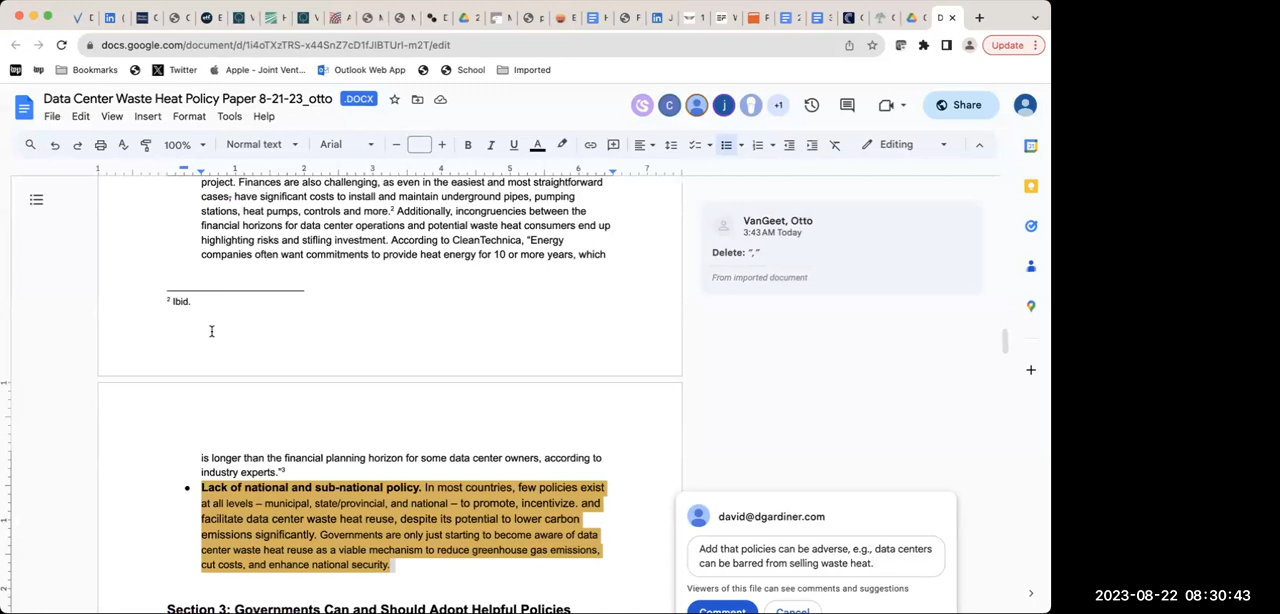 docs.google.com/document/d/1i4oTXzTRS-x44SnZ7cD1fJIBTUrI-m2T/edit
Update
Bookmarks
Twitter
Apple - Joint Vent...
Outlook Web App
School
Imported
Data Center Waste Heat Policy Paper 8-21-23_otto
.DOCX
C
j
+1
Share
File Edit View Insert Format Tools Help
100%
Normal text
Arial
Editing
1 1 2 3 4 5 6 7
project. Finances are also challenging, as even in the easiest and most straightforward
cases, have significant costs to install and maintain underground pipes, pumping
stations, heat pumps, controls and more.2 Additionally, incongruencies between the
financial horizons for data center operations and potential waste heat consumers end up
highlighting risks and stifling investment. According to CleanTechnica, “Energy
companies often want commitments to provide heat energy for 10 or more years, which
2 Ibid.
VanGeet, Otto
3:43 AM Today
Delete: “,”
From imported document
is longer than the financial planning horizon for some data center owners, according to
industry experts.”3
● Lack of national and sub-national policy. In most countries, few policies exist
at all levels – municipal, state/provincial, and national – to promote, incentivize. and
facilitate data center waste heat reuse, despite its potential to lower carbon
emissions significantly. Governments are only just starting to become aware of data
center waste heat reuse as a viable mechanism to reduce greenhouse gas emissions,
cut costs, and enhance national security.
Section 3: Governments Can and Should Adopt Helpful Policies
david@dgardiner.com
Add that policies can be adverse, e.g., data centers
can be barred from selling waste heat.
Viewers of this file can see comments and suggestions
Comment
Cancel
2023-08-22 08:30:43